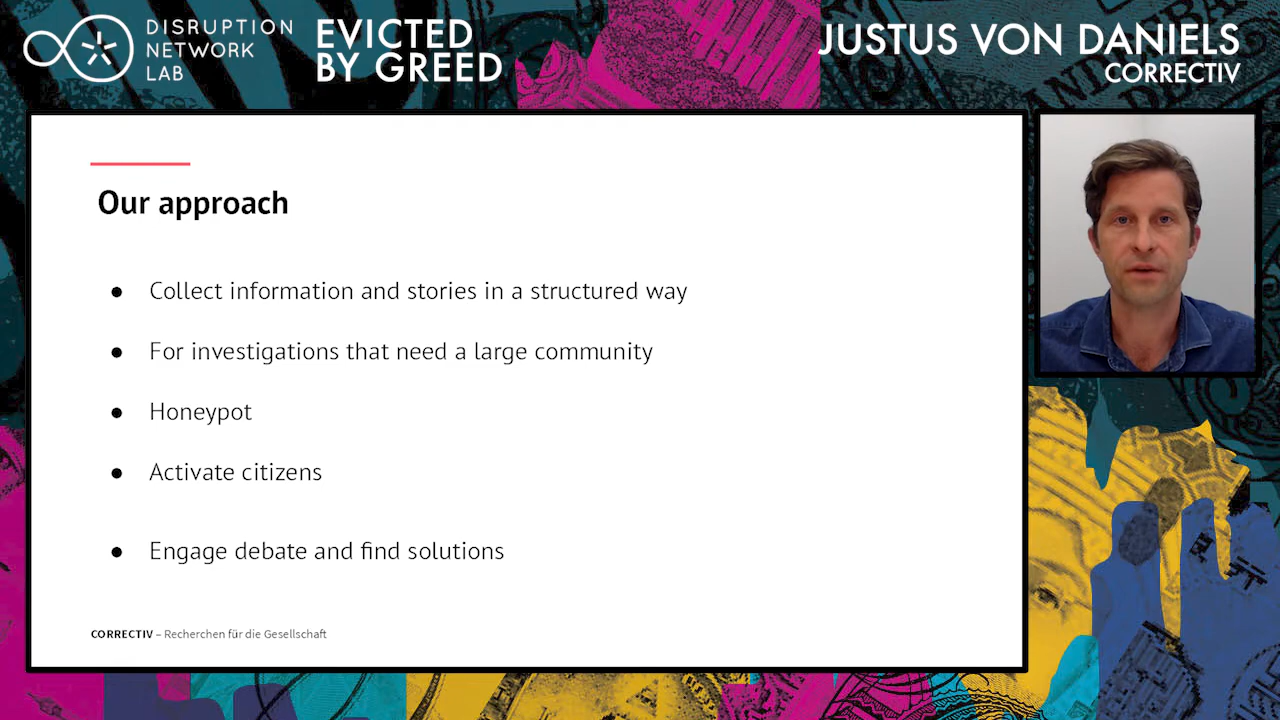 DISRUPTION
NETWORK
LAB
EVICTED
BY GREED
JUSTUS VON DANIELS
CORRECTIV
Our approach
● Collect information and stories in a structured way
● For investigations that need a large community
● Honeypot
● Activate citizens
● Engage debate and find solutions
CORRECTIV – Recherchen für die Gesellschaft